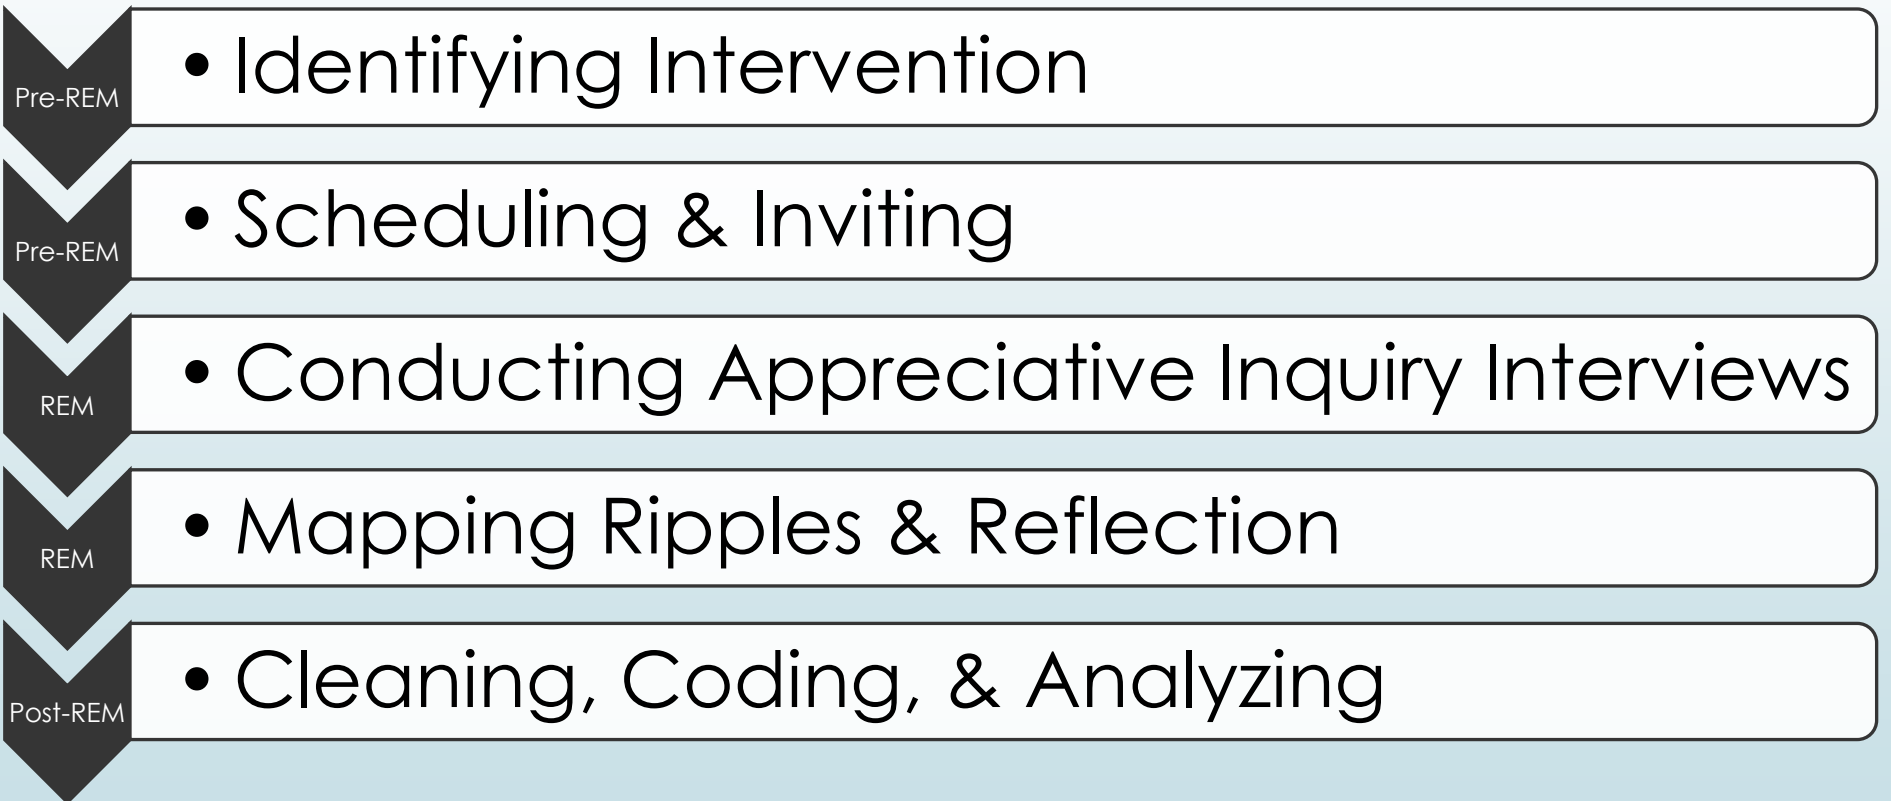 Pre-REM
• Identifying Intervention
Pre-REM
• Scheduling & Inviting
REM
• Conducting Appreciative Inquiry Interviews
REM
• Mapping Ripples & Reflection
Post-REM
• Cleaning, Coding, & Analyzing